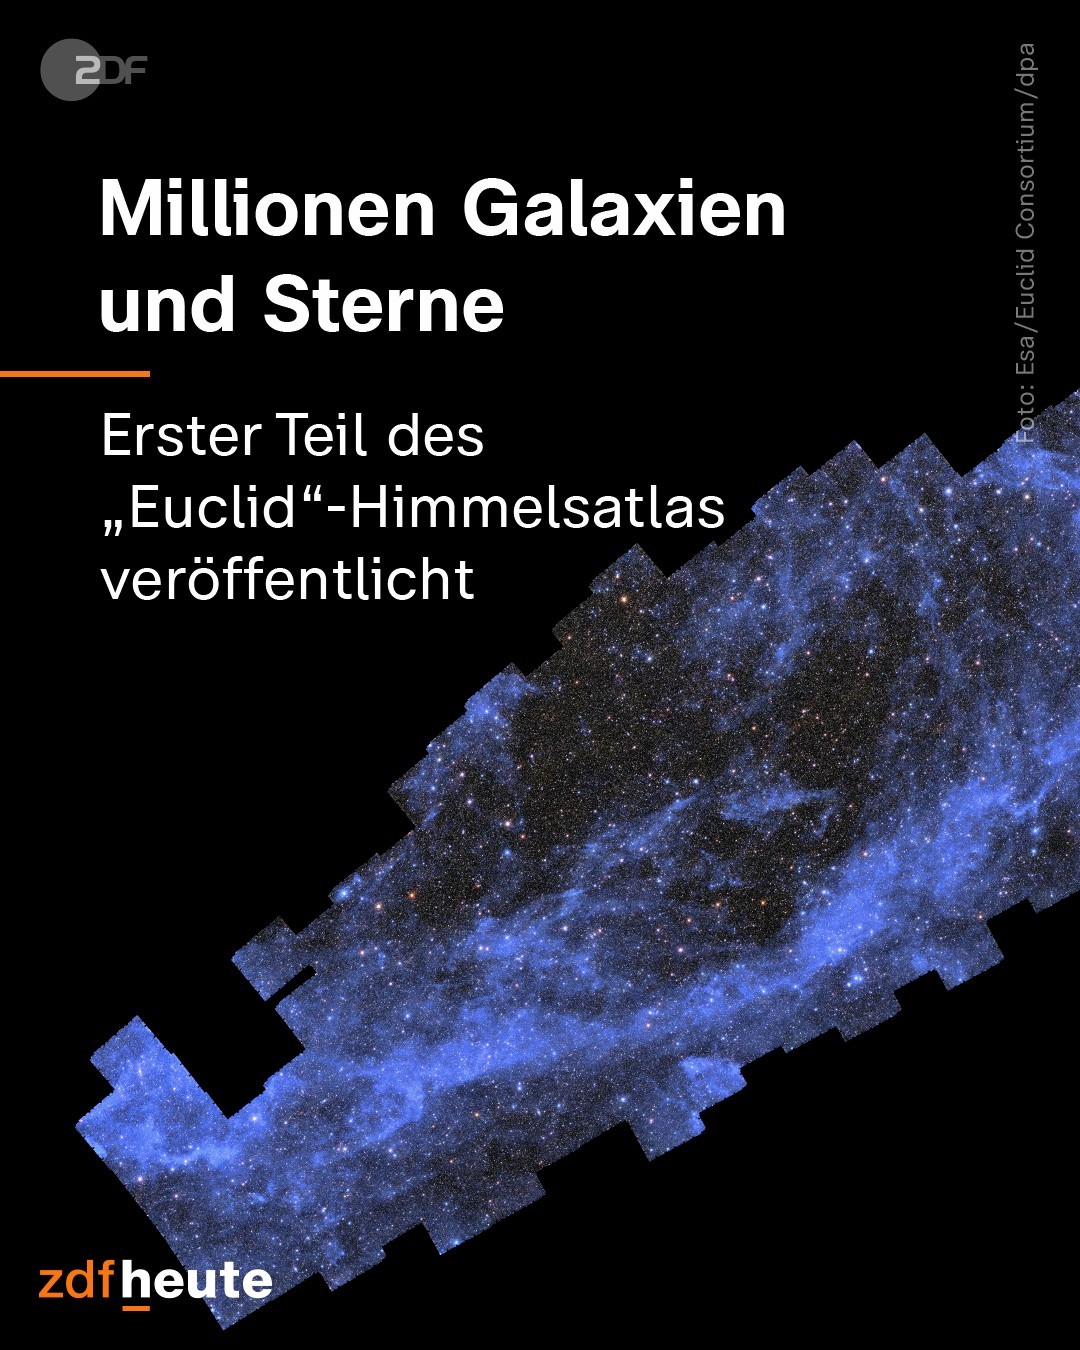 ZDF
Foto: Esa/Euclid Consortium/dpa
Millionen Galaxien
und Sterne
Erster Teil des
„Euclid“-Himmelsatlas
veröffentlicht
zdfheute